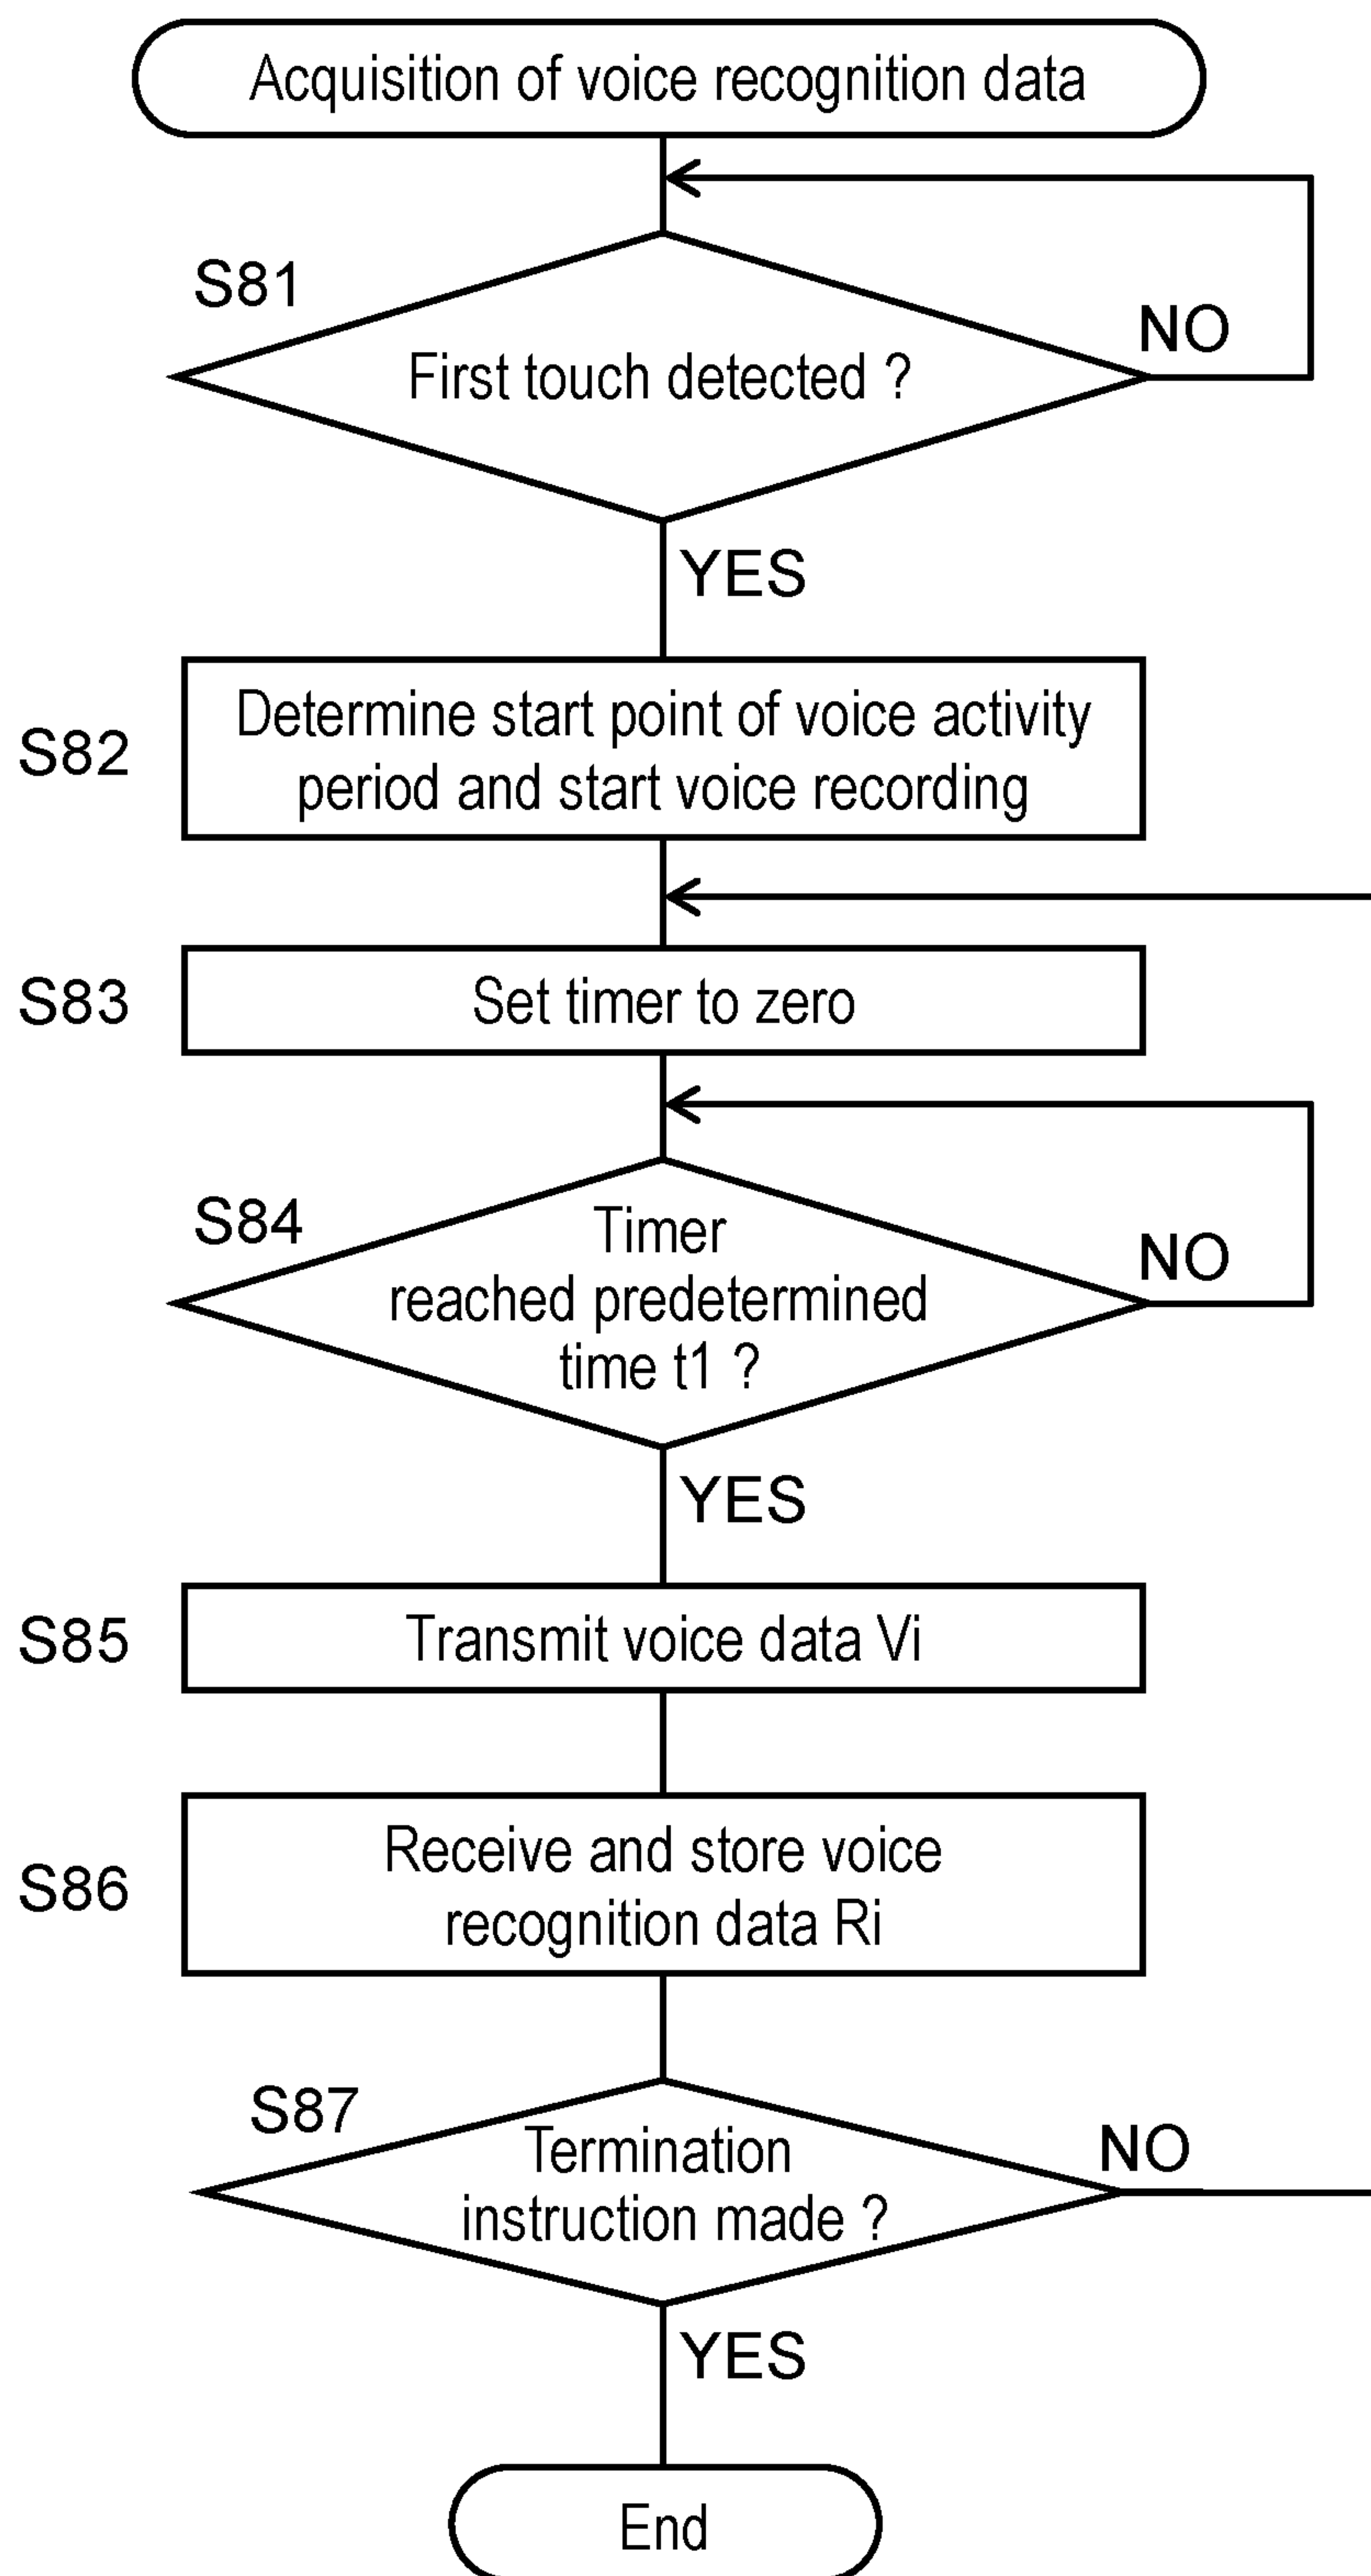 Acquisition of voice recognition data
S81
First touch detected ?
NO
YES
S82
Determine start point of voice activity
period and start voice recording
S83
Set timer to zero
S84
Timer
reached predetermined
time t1 ?
NO
YES
S85
Transmit voice data Vi
S86
Receive and store voice
recognition data Ri
S87
Termination
instruction made ?
NO
YES
End